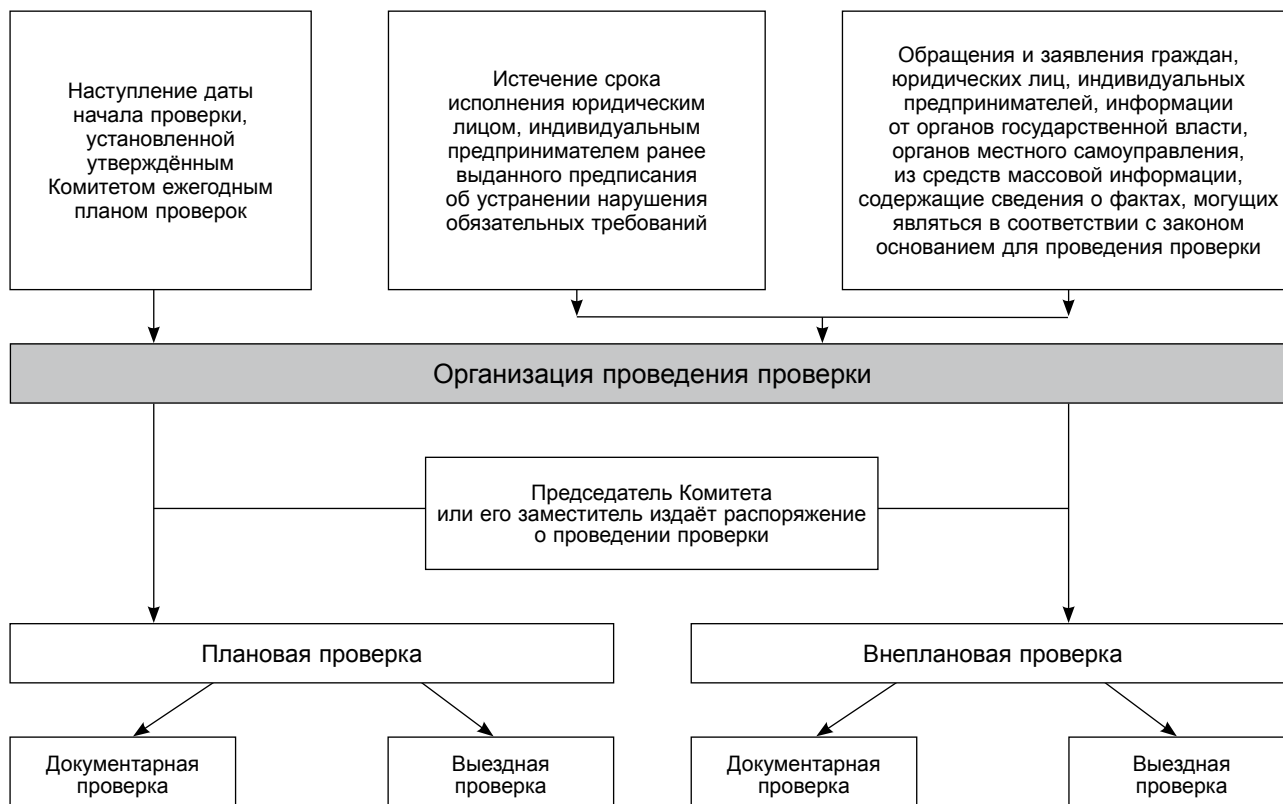 Наступление даты
начала проверки,
установленной
утверждённым
Комитетом ежегодным
планом проверок
Истечение срока
исполнения юридическим
лицом, индивидуальным
предпринимателем ранее
выданного предписания
об устранении нарушения
обязательных требований
Обращения и заявления граждан,
юридических лиц, индивидуальных
предпринимателей, информации
от органов государственной власти,
органов местного самоуправления,
из средств массовой информации,
содержащие сведения о фактах, могущих
являться в соответствии с законом
основанием для проведения проверки
Организация проведения проверки
Председатель Комитета
или его заместитель издаёт распоряжение
о проведении проверки
Плановая проверка
Внеплановая проверка
Документарная
проверка
Выездная
проверка
Документарная
проверка
Выездная
проверка